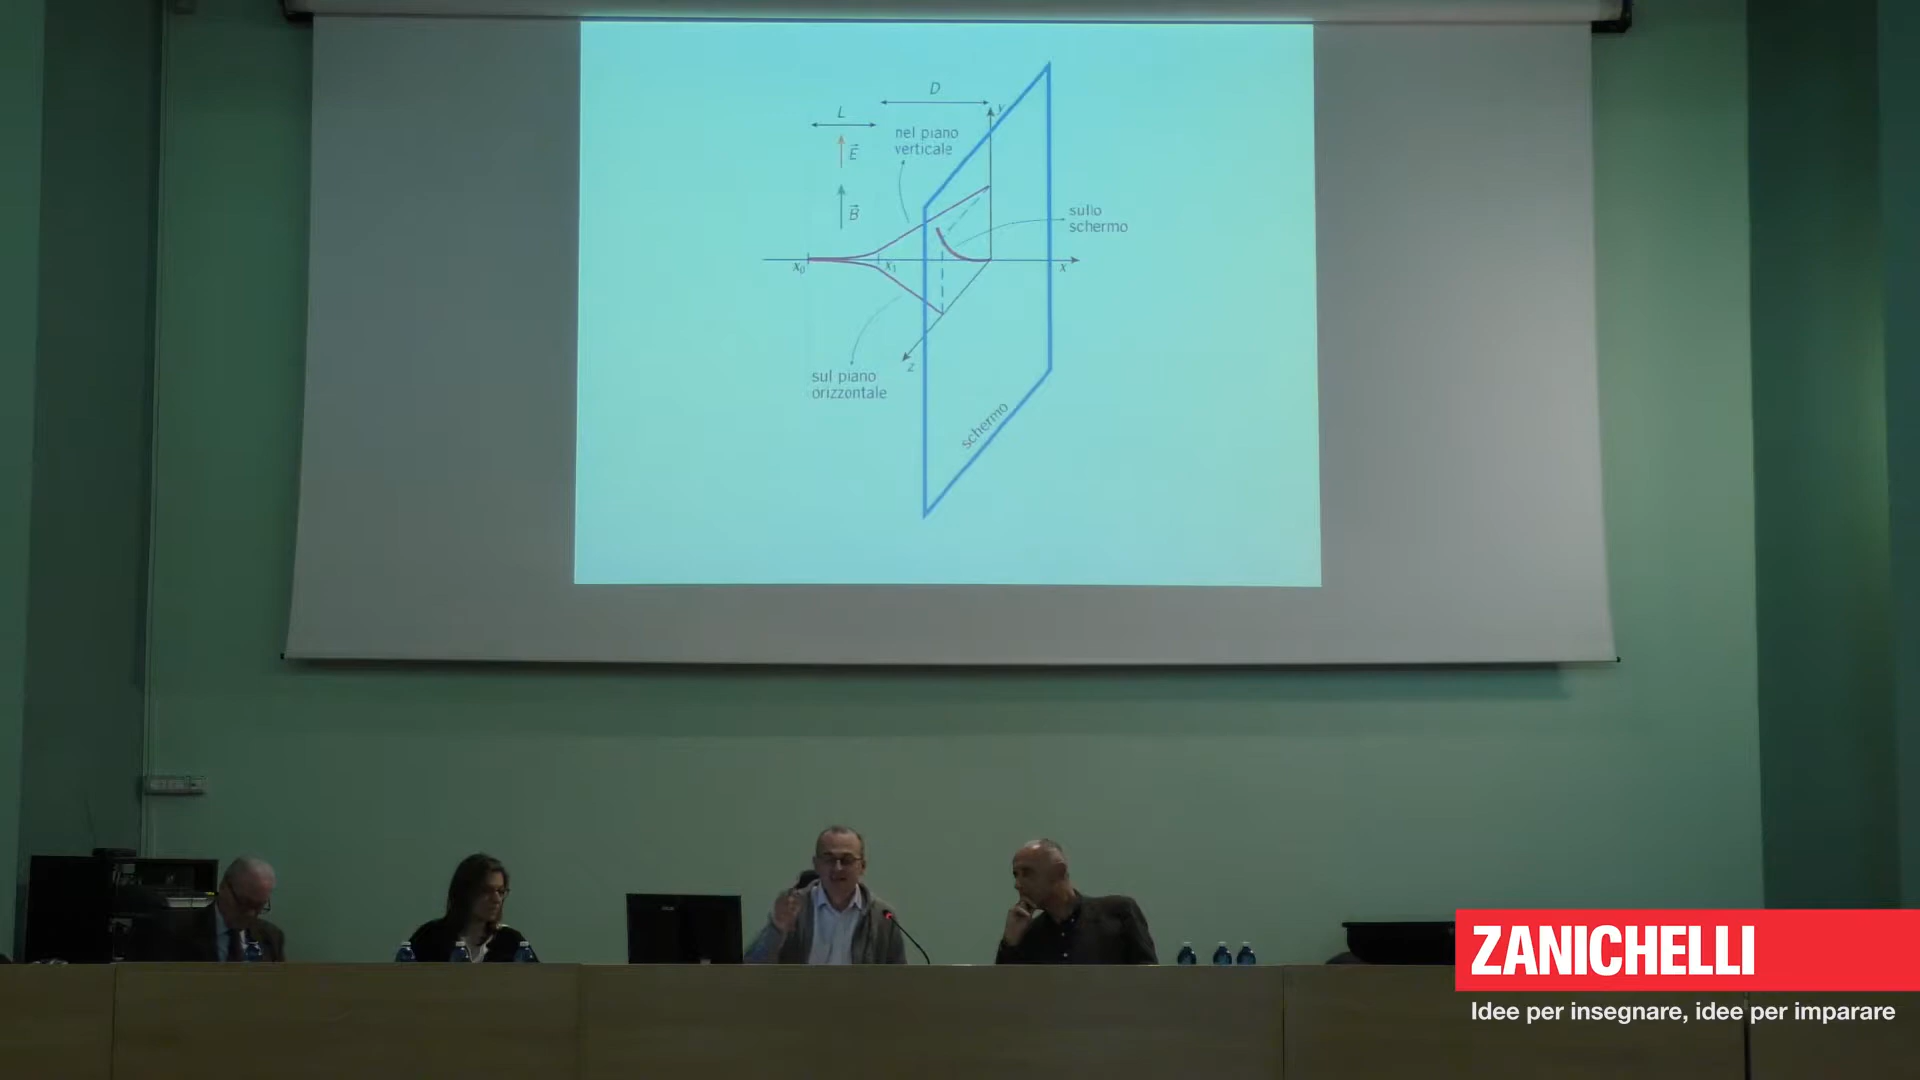 D
y
L
nel piano
verticale
E
B
sullo
schermo
x₀
x₁
x
z
sul piano
orizzontale
schermo
ZANICHELLI
Idee per insegnare, idee per imparare